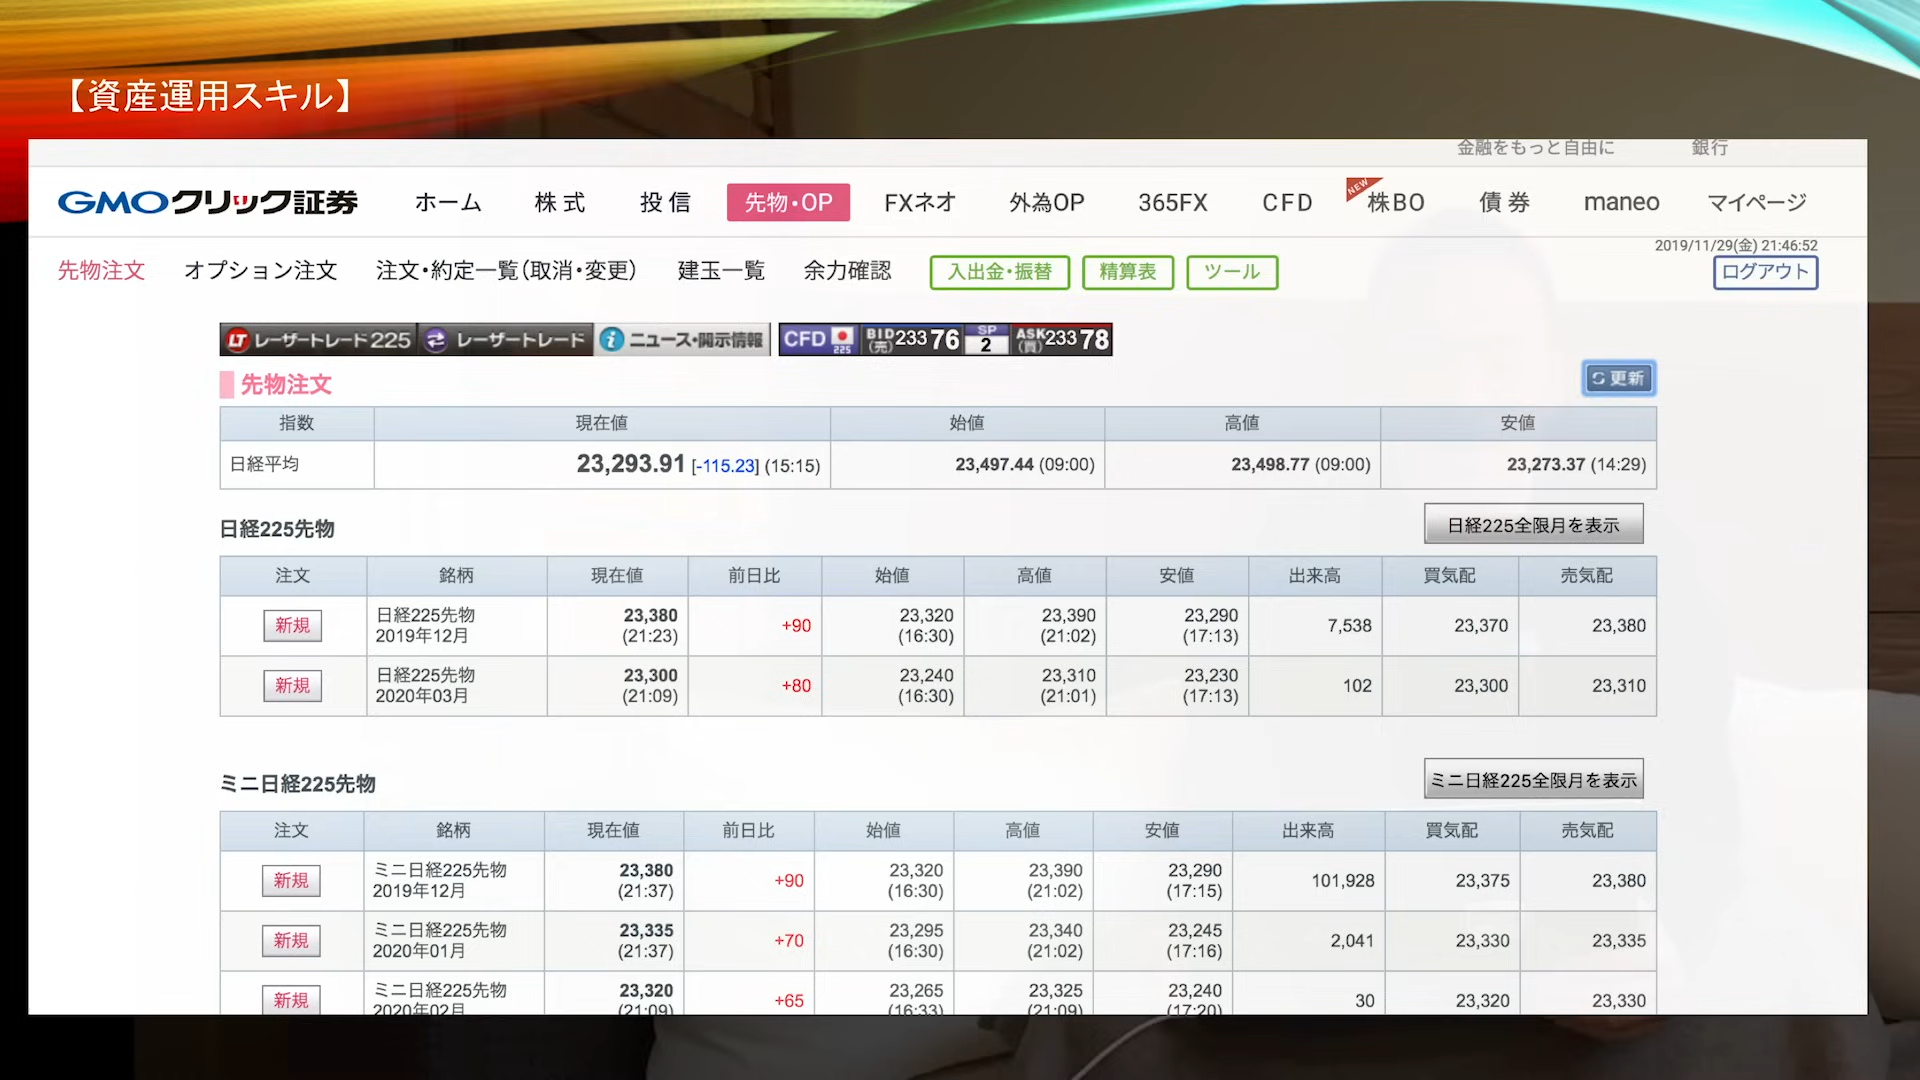 【資産運用スキル】
金融をもっと自由に 銀行
GMOクリック証券 ホーム 株式 投信 先物・OP FXネオ 外為OP 365FX CFD NEW 株BO 債券 maneo マイページ
2019/11/29(金) 21:46:52
先物注文 オプション注文 注文・約定一覧(取消・変更) 建玉一覧 余力確認 入出金・振替 精算表 ツール ログアウト
LT レーザートレード225 レーザートレード i ニュース・開示情報 CFD 225 BID(売) 233 76 SP 2 ASK(買) 233 78
先物注文 更新
指数 現在値 始値 高値 安値
日経平均 23,293.91 [-115.23] (15:15) 23,497.44 (09:00) 23,498.77 (09:00) 23,273.37 (14:29)
日経225先物 日経225全限月を表示
注文 銘柄 現在値 前日比 始値 高値 安値 出来高 買気配 売気配
新規 日経225先物 2019年12月 23,380 (21:23) +90 23,320 (16:30) 23,390 (21:02) 23,290 (17:13) 7,538 23,370 23,380
新規 日経225先物 2020年03月 23,300 (21:09) +80 23,240 (16:30) 23,310 (21:01) 23,230 (17:13) 102 23,300 23,310
ミニ日経225先物 ミニ日経225全限月を表示
注文 銘柄 現在値 前日比 始値 高値 安値 出来高 買気配 売気配
新規 ミニ日経225先物 2019年12月 23,380 (21:37) +90 23,320 (16:30) 23,390 (21:02) 23,290 (17:15) 101,928 23,375 23,380
新規 ミニ日経225先物 2020年01月 23,335 (21:37) +70 23,295 (16:30) 23,340 (21:02) 23,245 (17:16) 2,041 23,330 23,335
新規 ミニ日経225先物 2020年02月 23,320 (21:09) +65 23,265 (16:33) 23,325 (21:09) 23,240 (17:20) 30 23,320 23,330